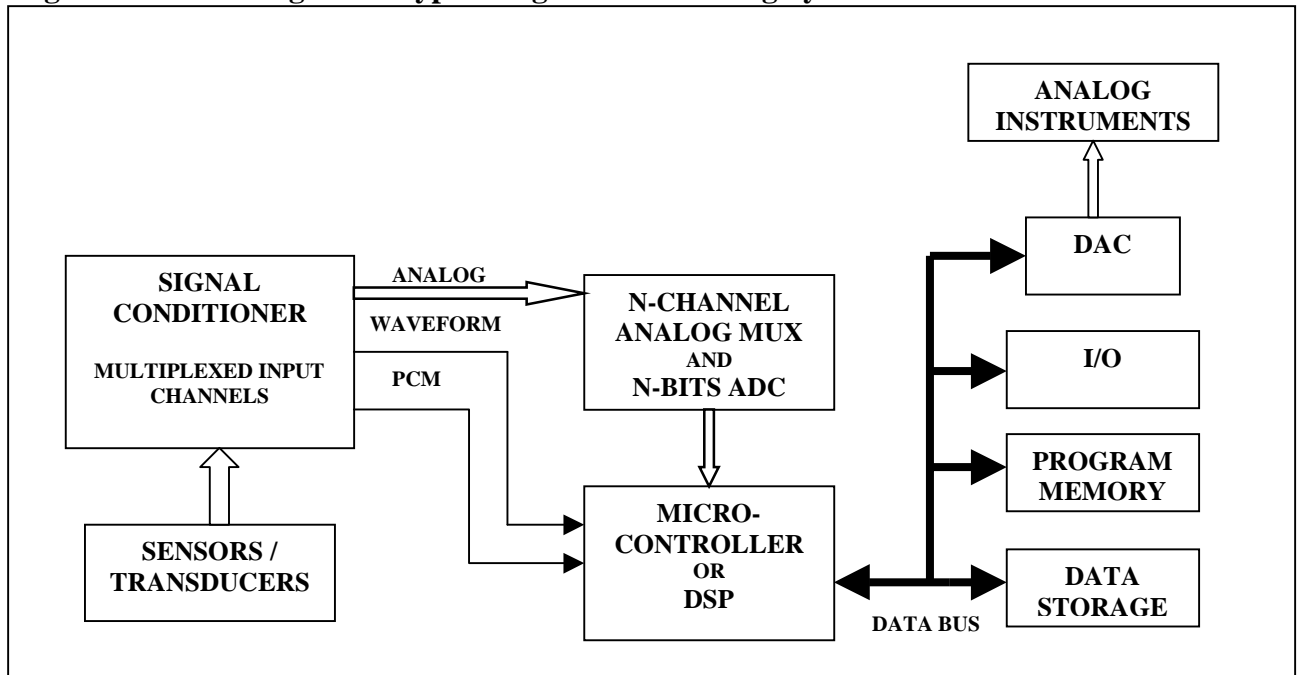 ANALOG
INSTRUMENTS
DAC
SIGNAL
CONDITIONER
MULTIPLEXED INPUT
CHANNELS
ANALOG
WAVEFORM
PCM
N-CHANNEL
ANALOG MUX
AND
N-BITS ADC
I/O
PROGRAM
MEMORY
SENSORS /
TRANSDUCERS
MICRO-
CONTROLLER
OR
DSP
DATA BUS
DATA
STORAGE